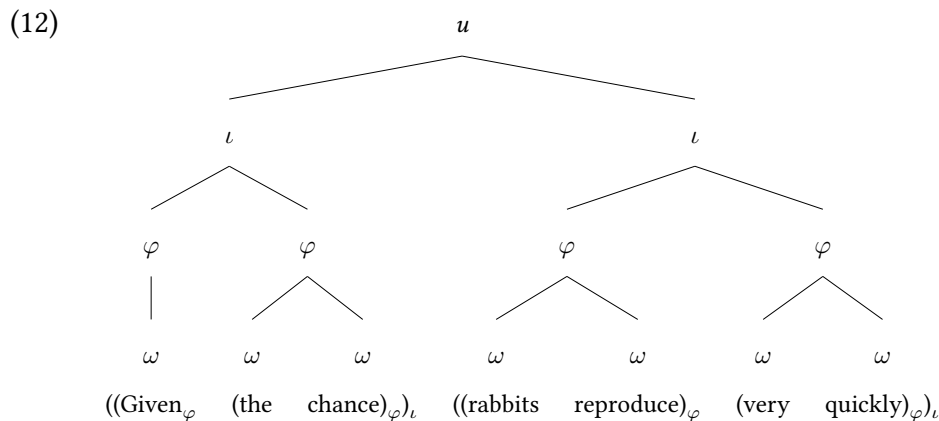 (12)
u
ι ι
φ φ φ φ
ω ω ω ω ω ω ω
((Given_φ (the chance)_φ)_ι ((rabbits reproduce)_φ (very quickly)_φ)_ι